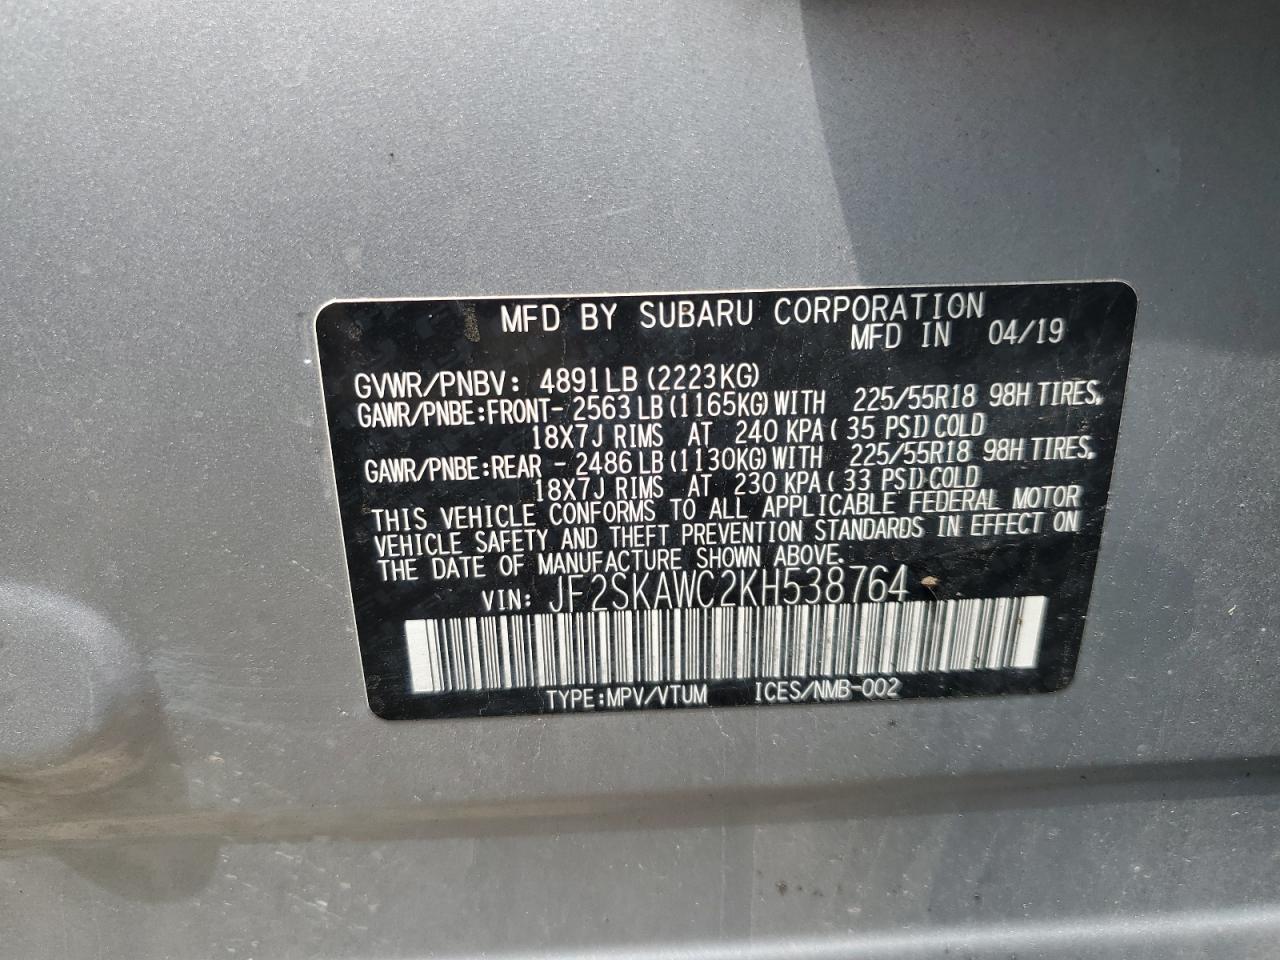 MFD BY SUBARU CORPORATION
MFD IN 04/19
GVWR/PNBV: 4891LB (2223KG)
GAWR/PNBE:FRONT- 2563 LB (1165KG) WITH 225/55R18 98H TIRES,
18X7J RIMS AT 240 KPA ( 35 PSI) COLD
GAWR/PNBE:REAR - 2486 LB (1130KG) WITH 225/55R18 98H TIRES,
18X7J RIMS AT 230 KPA ( 33 PSI) COLD
THIS VEHICLE CONFORMS TO ALL APPLICABLE FEDERAL MOTOR
VEHICLE SAFETY AND THEFT PREVENTION STANDARDS IN EFFECT ON
THE DATE OF MANUFACTURE SHOWN ABOVE.
VIN: JF2SKAWC2KH538764
TYPE:MPV/VTUM ICES/NMB-002